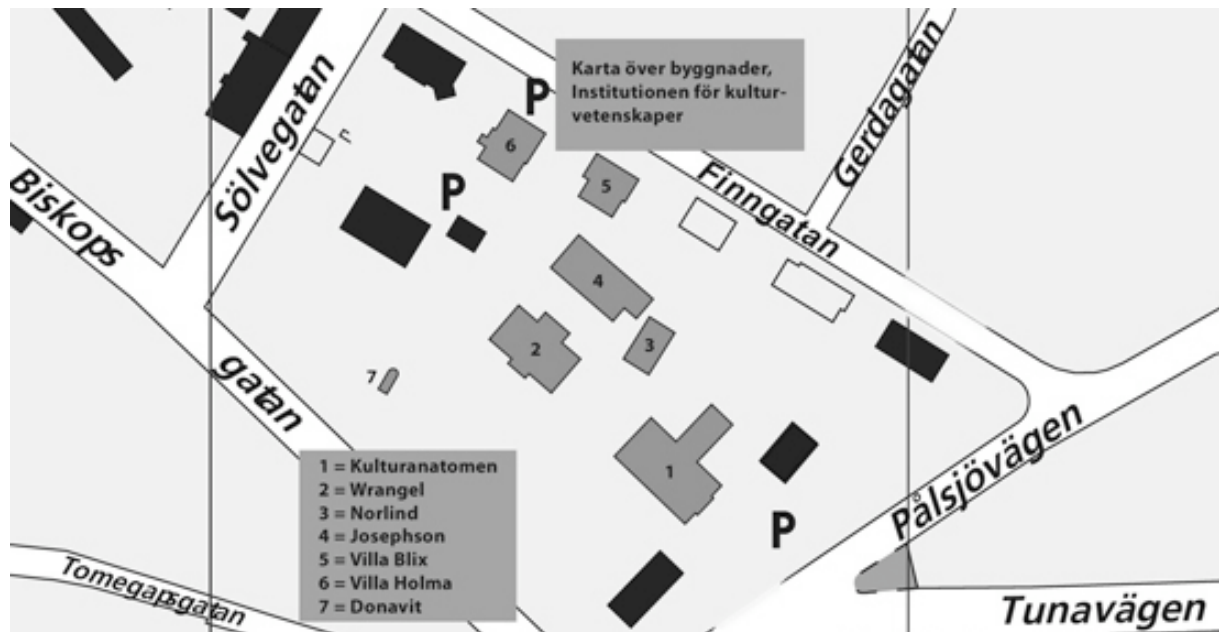 Karta över byggnader,
Institutionen för kultur-
vetenskaper
P
P
P
Sölvegatan
Biskops
gatan
Finngatan
Gerdagatan
Pålsjövägen
Tunavägen
Tomegapsgatan
6
5
4
3
2
7
1
1 = Kulturanatomen
2 = Wrangel
3 = Norlind
4 = Josephson
5 = Villa Blix
6 = Villa Holma
7 = Donavit